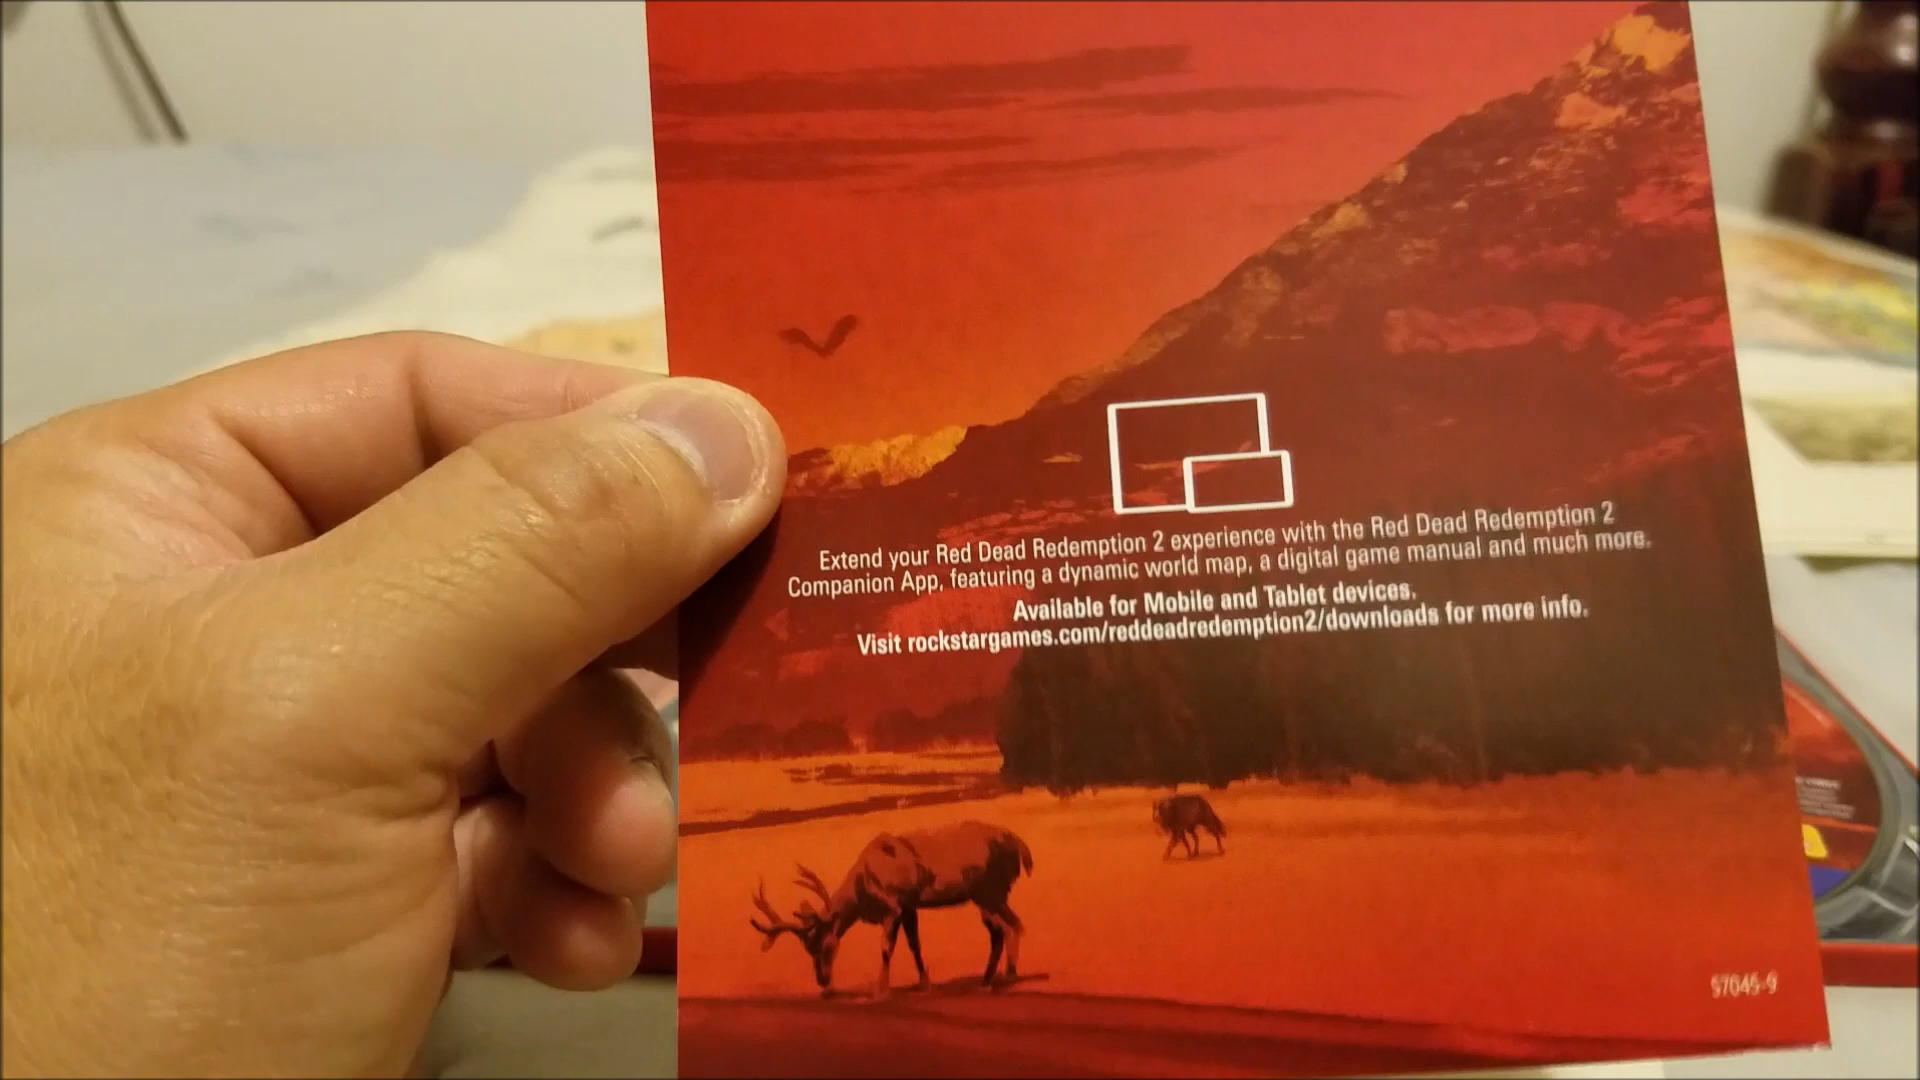 Extend your Red Dead Redemption 2 experience with the Red Dead Redemption 2
Companion App, featuring a dynamic world map, a digital game manual and much more.
Available for Mobile and Tablet devices.
Visit rockstargames.com/reddeadredemption2/downloads for more info.
57045-9